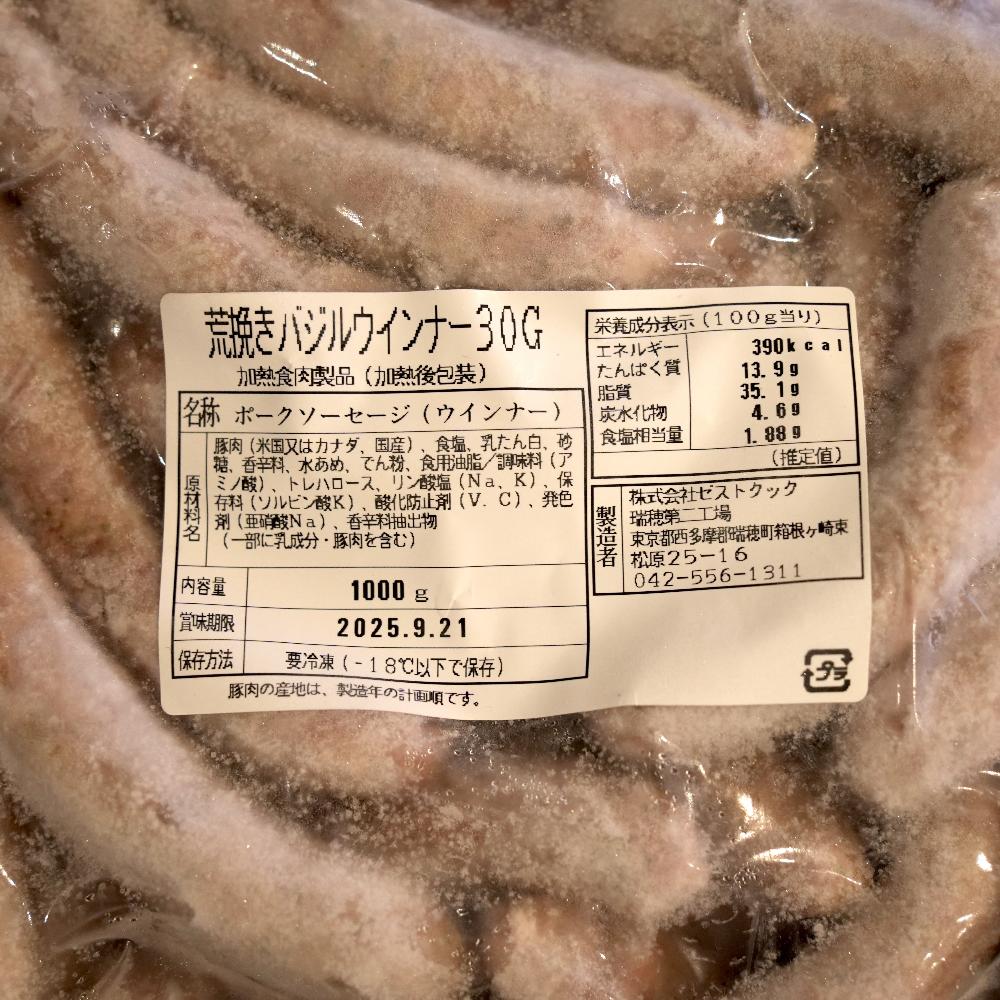 荒挽きバジルウインナー30G
加熱食肉製品（加熱後包装）
名称 ポークソーセージ（ウインナー）
原材料名
豚肉（米国又はカナダ、国産）、食塩、乳たん白、砂
糖、香辛料、水あめ、でん粉、食用油脂／調味料（ア
ミノ酸）、トレハロース、リン酸塩（Ｎａ、Ｋ）、保
存料（ソルビン酸Ｋ）、酸化防止剤（Ｖ．Ｃ）、発色
剤（亜硝酸Ｎａ）、香辛料抽出物
（一部に乳成分・豚肉を含む）
内容量 1000 g
賞味期限 2025.9.21
保存方法 要冷凍（-18℃以下で保存）
豚肉の産地は、製造年の計画順です。
栄養成分表示（１００ｇ当り）
エネルギー 390kcal
たんぱく質 13.9g
脂質 35.1g
炭水化物 4.6g
食塩相当量 1.88g
（推定値）
製造者
株式会社ゼストクック
瑞穂第二工場
東京都西多摩郡瑞穂町箱根ヶ崎東
松原２５－１６
042-556-1311
プラ